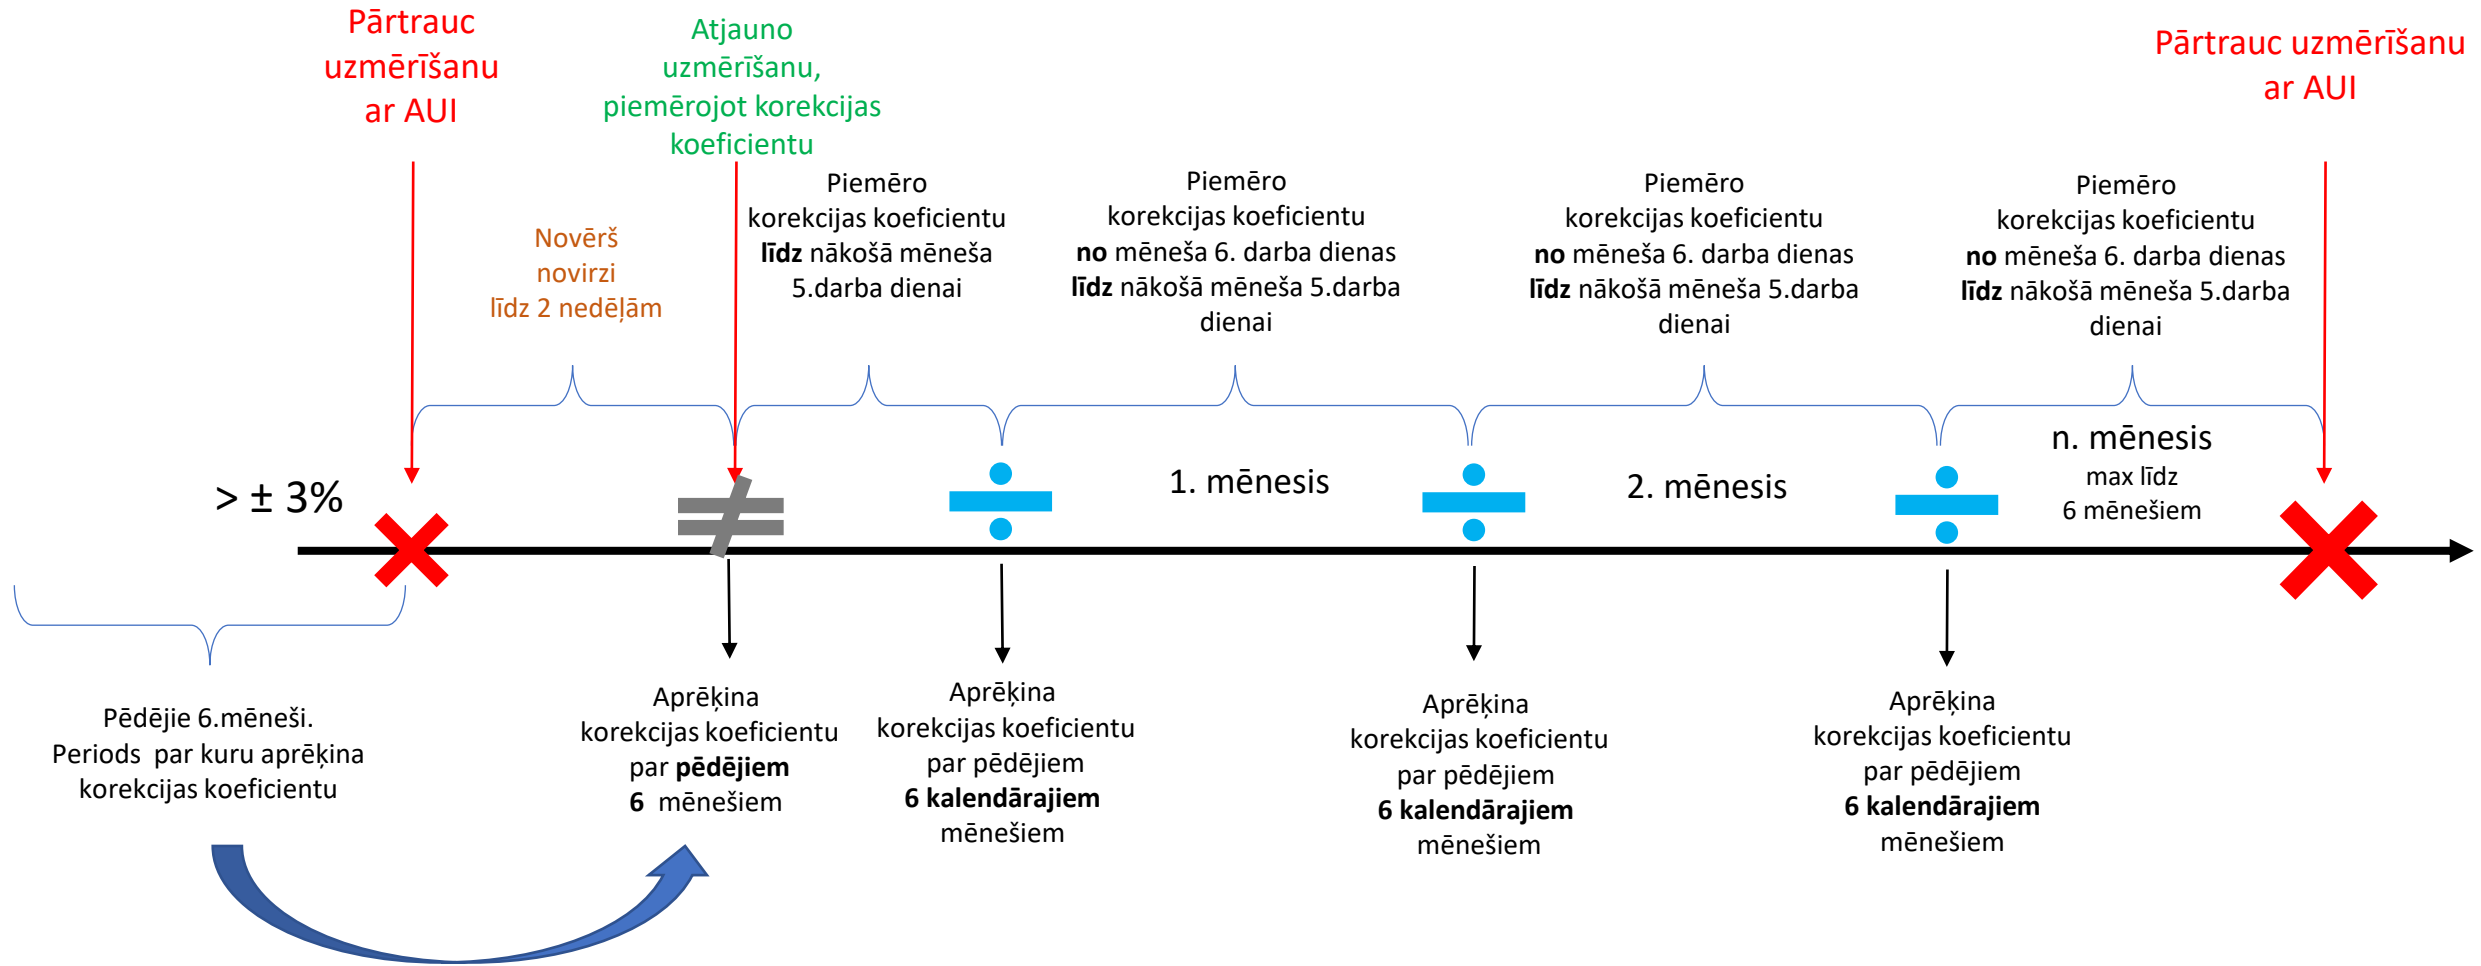 Pārtrauc
uzmērīšanu
ar AUI
Atjauno
uzmērīšanu,
piemērojot korekcijas
koeficientu
Pārtrauc uzmērīšanu
ar AUI
Novērš
novirzi
līdz 2 nedēļām
Piemēro
korekcijas koeficientu
līdz nākošā mēneša
5.darba dienai
Piemēro
korekcijas koeficientu
no mēneša 6. darba dienas
līdz nākošā mēneša 5.darba
dienai
Piemēro
korekcijas koeficientu
no mēneša 6. darba dienas
līdz nākošā mēneša 5.darba
dienai
Piemēro
korekcijas koeficientu
no mēneša 6. darba dienas
līdz nākošā mēneša 5.darba
dienai
> ± 3%
1. mēnesis
2. mēnesis
n. mēnesis
max līdz
6 mēnešiem
Pēdējie 6.mēneši.
Periods par kuru aprēķina
korekcijas koeficientu
Aprēķina
korekcijas koeficientu
par pēdējiem
6 mēnešiem
Aprēķina
korekcijas koeficientu
par pēdējiem
6 kalendārajiem
mēnešiem
Aprēķina
korekcijas koeficientu
par pēdējiem
6 kalendārajiem
mēnešiem
Aprēķina
korekcijas koeficientu
par pēdējiem
6 kalendārajiem
mēnešiem